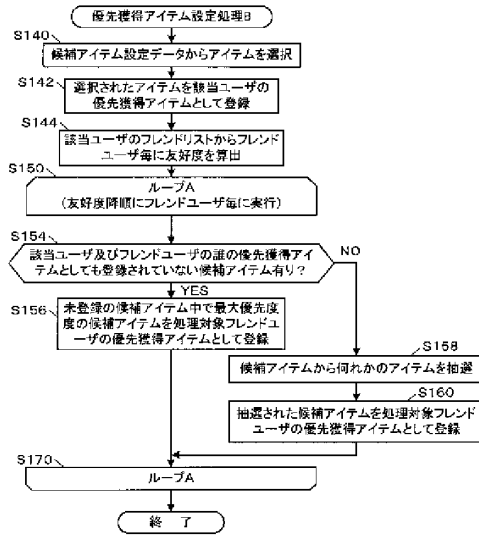 優先獲得アイテム設定処理B
S140
候補アイテム設定データからアイテムを選択
S142
選択されたアイテムを該当ユーザの
優先獲得アイテムとして登録
S144
該当ユーザのフレンドリストからフレンド
ユーザ毎に友好度を算出
S150
ループA
(友好度降順にフレンドユーザ毎に実行)
S154
該当ユーザ及びフレンドユーザの誰の優先獲得アイ
テムとしても登録されていない候補アイテム有り?
NO
YES
S156
未登録の候補アイテム中で最大優先度
度の候補アイテムを処理対象フレンドユ
ーザの優先獲得アイテムとして登録
S158
候補アイテムから何れかのアイテムを抽選
S160
抽選された候補アイテムを処理対象フレンド
ユーザの優先獲得アイテムとして登録
S170
ループA
終 了